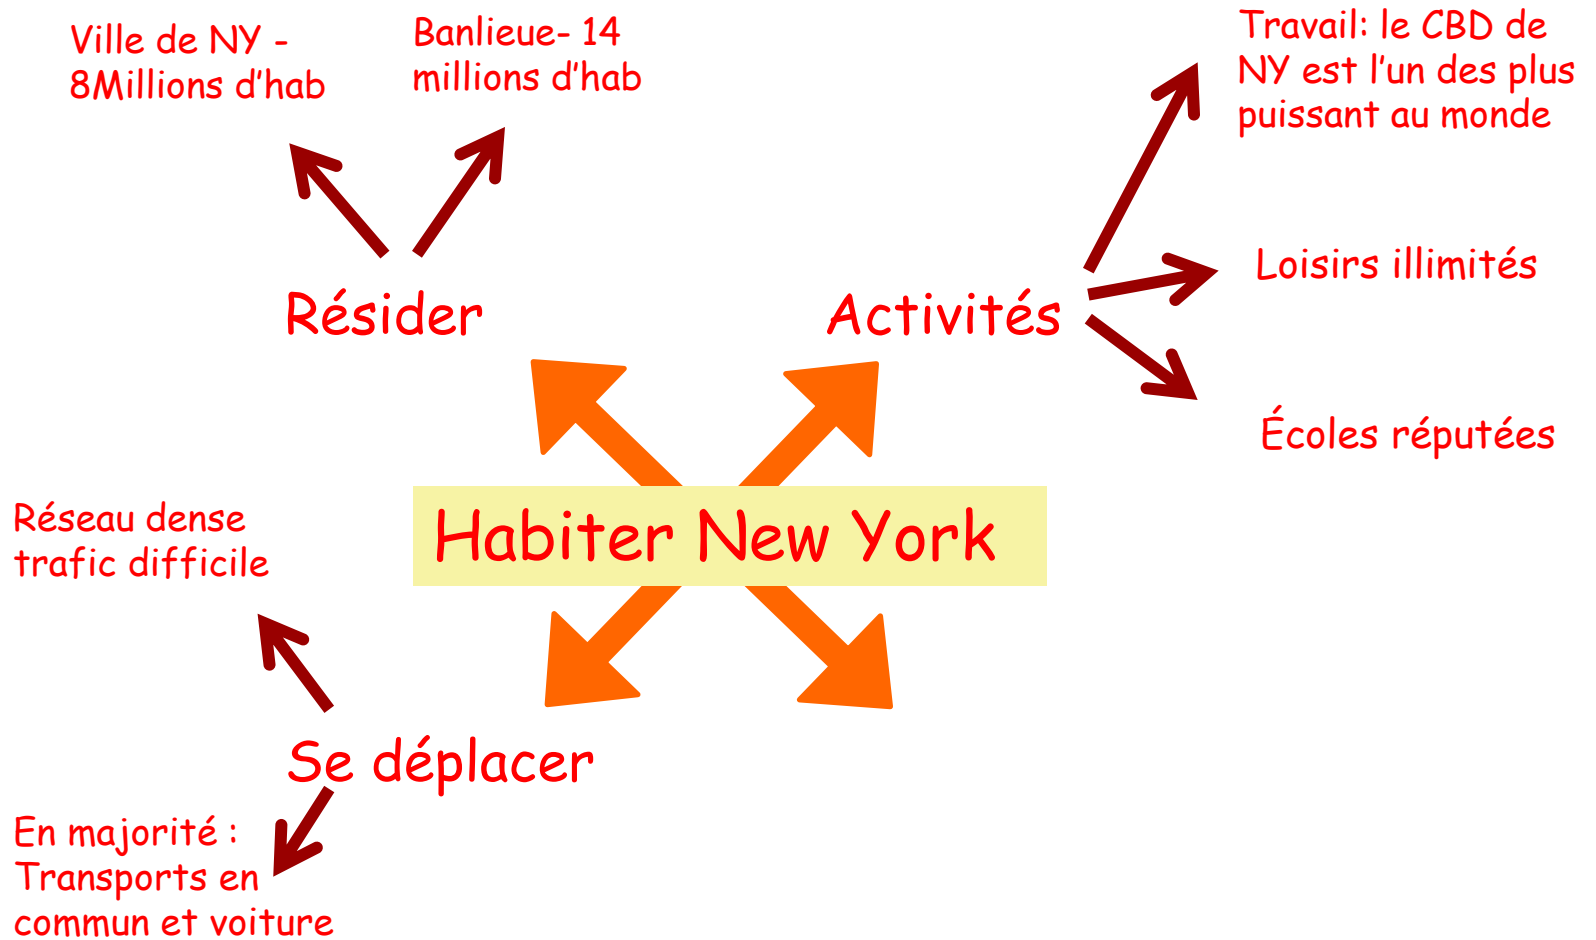 Ville de NY -
8Millions d'hab
Banlieue- 14
millions d'hab
Travail: le CBD de
NY est l'un des plus
puissant au monde
Résider
Activités
Loisirs illimités
Écoles réputées
Habiter New York
Réseau dense
trafic difficile
Se déplacer
En majorité :
Transports en
commun et voiture